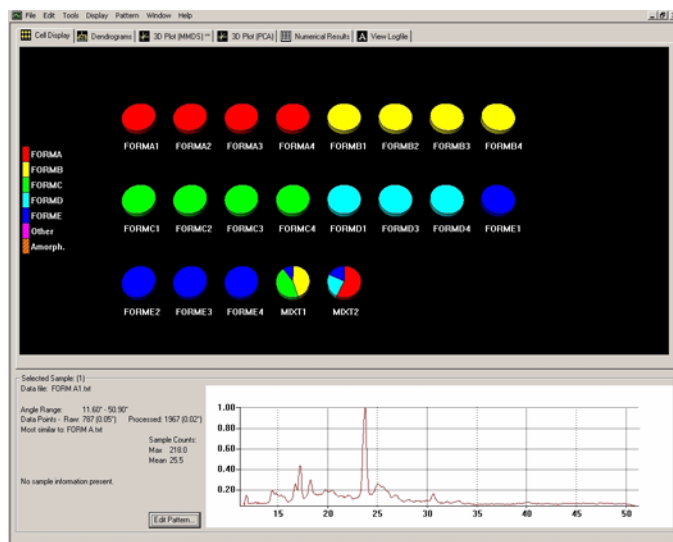 File Edit Tools Display Pattern Window Help
Cell Display Dendrograms 3D Plot (MMDS) ** 3D Plot (PCA) Numerical Results View Logfile
FORMA1 FORMA2 FORMA3 FORMA4 FORMB1 FORMB2 FORMB3 FORMB4
FORMA
FORMB
FORMC
FORMD
FORME
Other
Amorph.
FORMC1 FORMC2 FORMC3 FORMC4 FORMD1 FORMD3 FORMD4 FORME1
FORME2 FORME3 FORME4 MIXT1 MIXT2
Selected Sample: (1)
Data file: FORM A1.txt
Angle Range: 11.60° - 50.90°
Data Points - Raw: 787 (0.05°) Processed: 1967 (0.02°)
Most similar to: FORM A.txt
Sample Counts:
Max 218.0
Mean 25.5
No sample information present.
Edit Pattern...
1.00
0.80
0.60
0.40
0.20
15 20 25 30 35 40 45 50